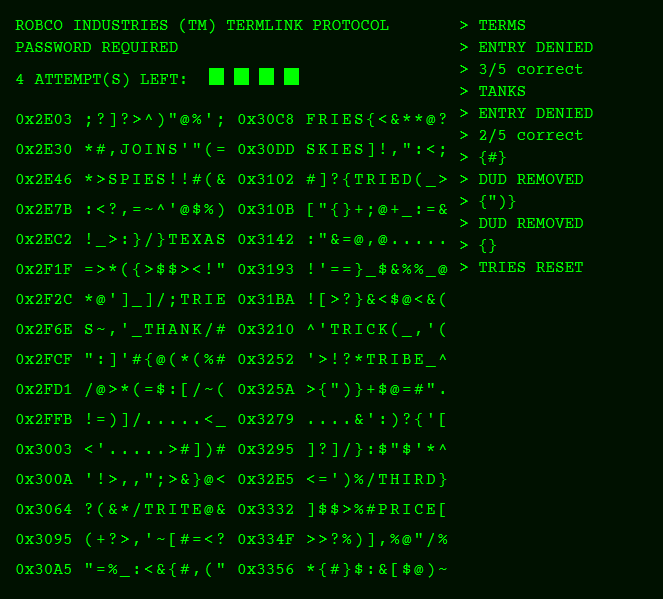 ROBCO INDUSTRIES (TM) TERMLINK PROTOCOL
PASSWORD REQUIRED
4 ATTEMPT(S) LEFT:
0x2E03 ;?]?>^)"@%'; 0x30C8 FRIES{<&**@?
0x2E30 *#,JOINS'"(= 0x30DD SKIES]!,":<;
0x2E46 *>SPIES!!#(& 0x3102 #]?{TRIED(_>
0x2E7B :<?,=~^'@$%) 0x310B ["{}+;@+_:=&
0x2EC2 !_>:}/}TEXAS 0x3142 :"&=@,@.....
0x2F1F =>*({>$$><!" 0x3193 !'==}_$&%%_@
0x2F2C *@']_]/;TRIE 0x31BA ![>?}&<$@<&(
0x2F6E S~,'_THANK/# 0x3210 ^'TRICK(_,'(
0x2FCF ":]'#{@(*(%# 0x3252 '>!?*TRIBE_^
0x2FD1 /@>*(=$:[/~( 0x325A >{")}+$@=#".
0x2FFB !=)]/.....<_ 0x3279 ....&':)?{'[
0x3003 <'.....>#])# 0x3295 ]?]/}:$"$'*^
0x300A '!>,,";>&}@< 0x32E5 <=')%/THIRD}
0x3064 ?(&*/TRITE@& 0x3332 ]$$>%#PRICE[
0x3095 (+?>,'~[#=<? 0x334F >>?%)],%@"/%
0x30A5 "=%_:<&{#,(" 0x3356 *{#}$:&[$@)~
> TERMS
> ENTRY DENIED
> 3/5 correct
> TANKS
> ENTRY DENIED
> 2/5 correct
> {#}
> DUD REMOVED
> {")}
> DUD REMOVED
> {}
> TRIES RESET